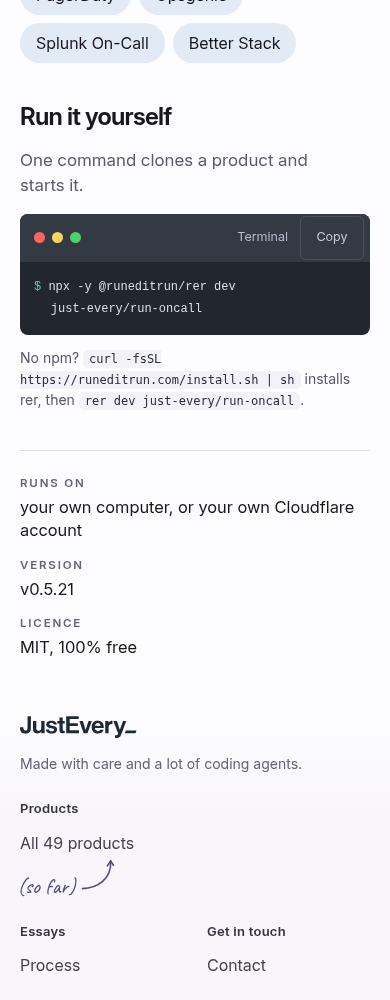 PagerDuty Opsgenie
Splunk On-Call Better Stack
Run it yourself
One command clones a product and
starts it.
Terminal Copy
$ npx -y @runeditrun/rer dev
just-every/run-oncall
No npm? curl -fsSL
https://runeditrun.com/install.sh | sh installs
rer, then rer dev just-every/run-oncall.
RUNS ON
your own computer, or your own Cloudflare
account
VERSION
v0.5.21
LICENCE
MIT, 100% free
JustEvery_
Made with care and a lot of coding agents.
Products
All 49 products
(so far)
Essays Get in touch
Process Contact